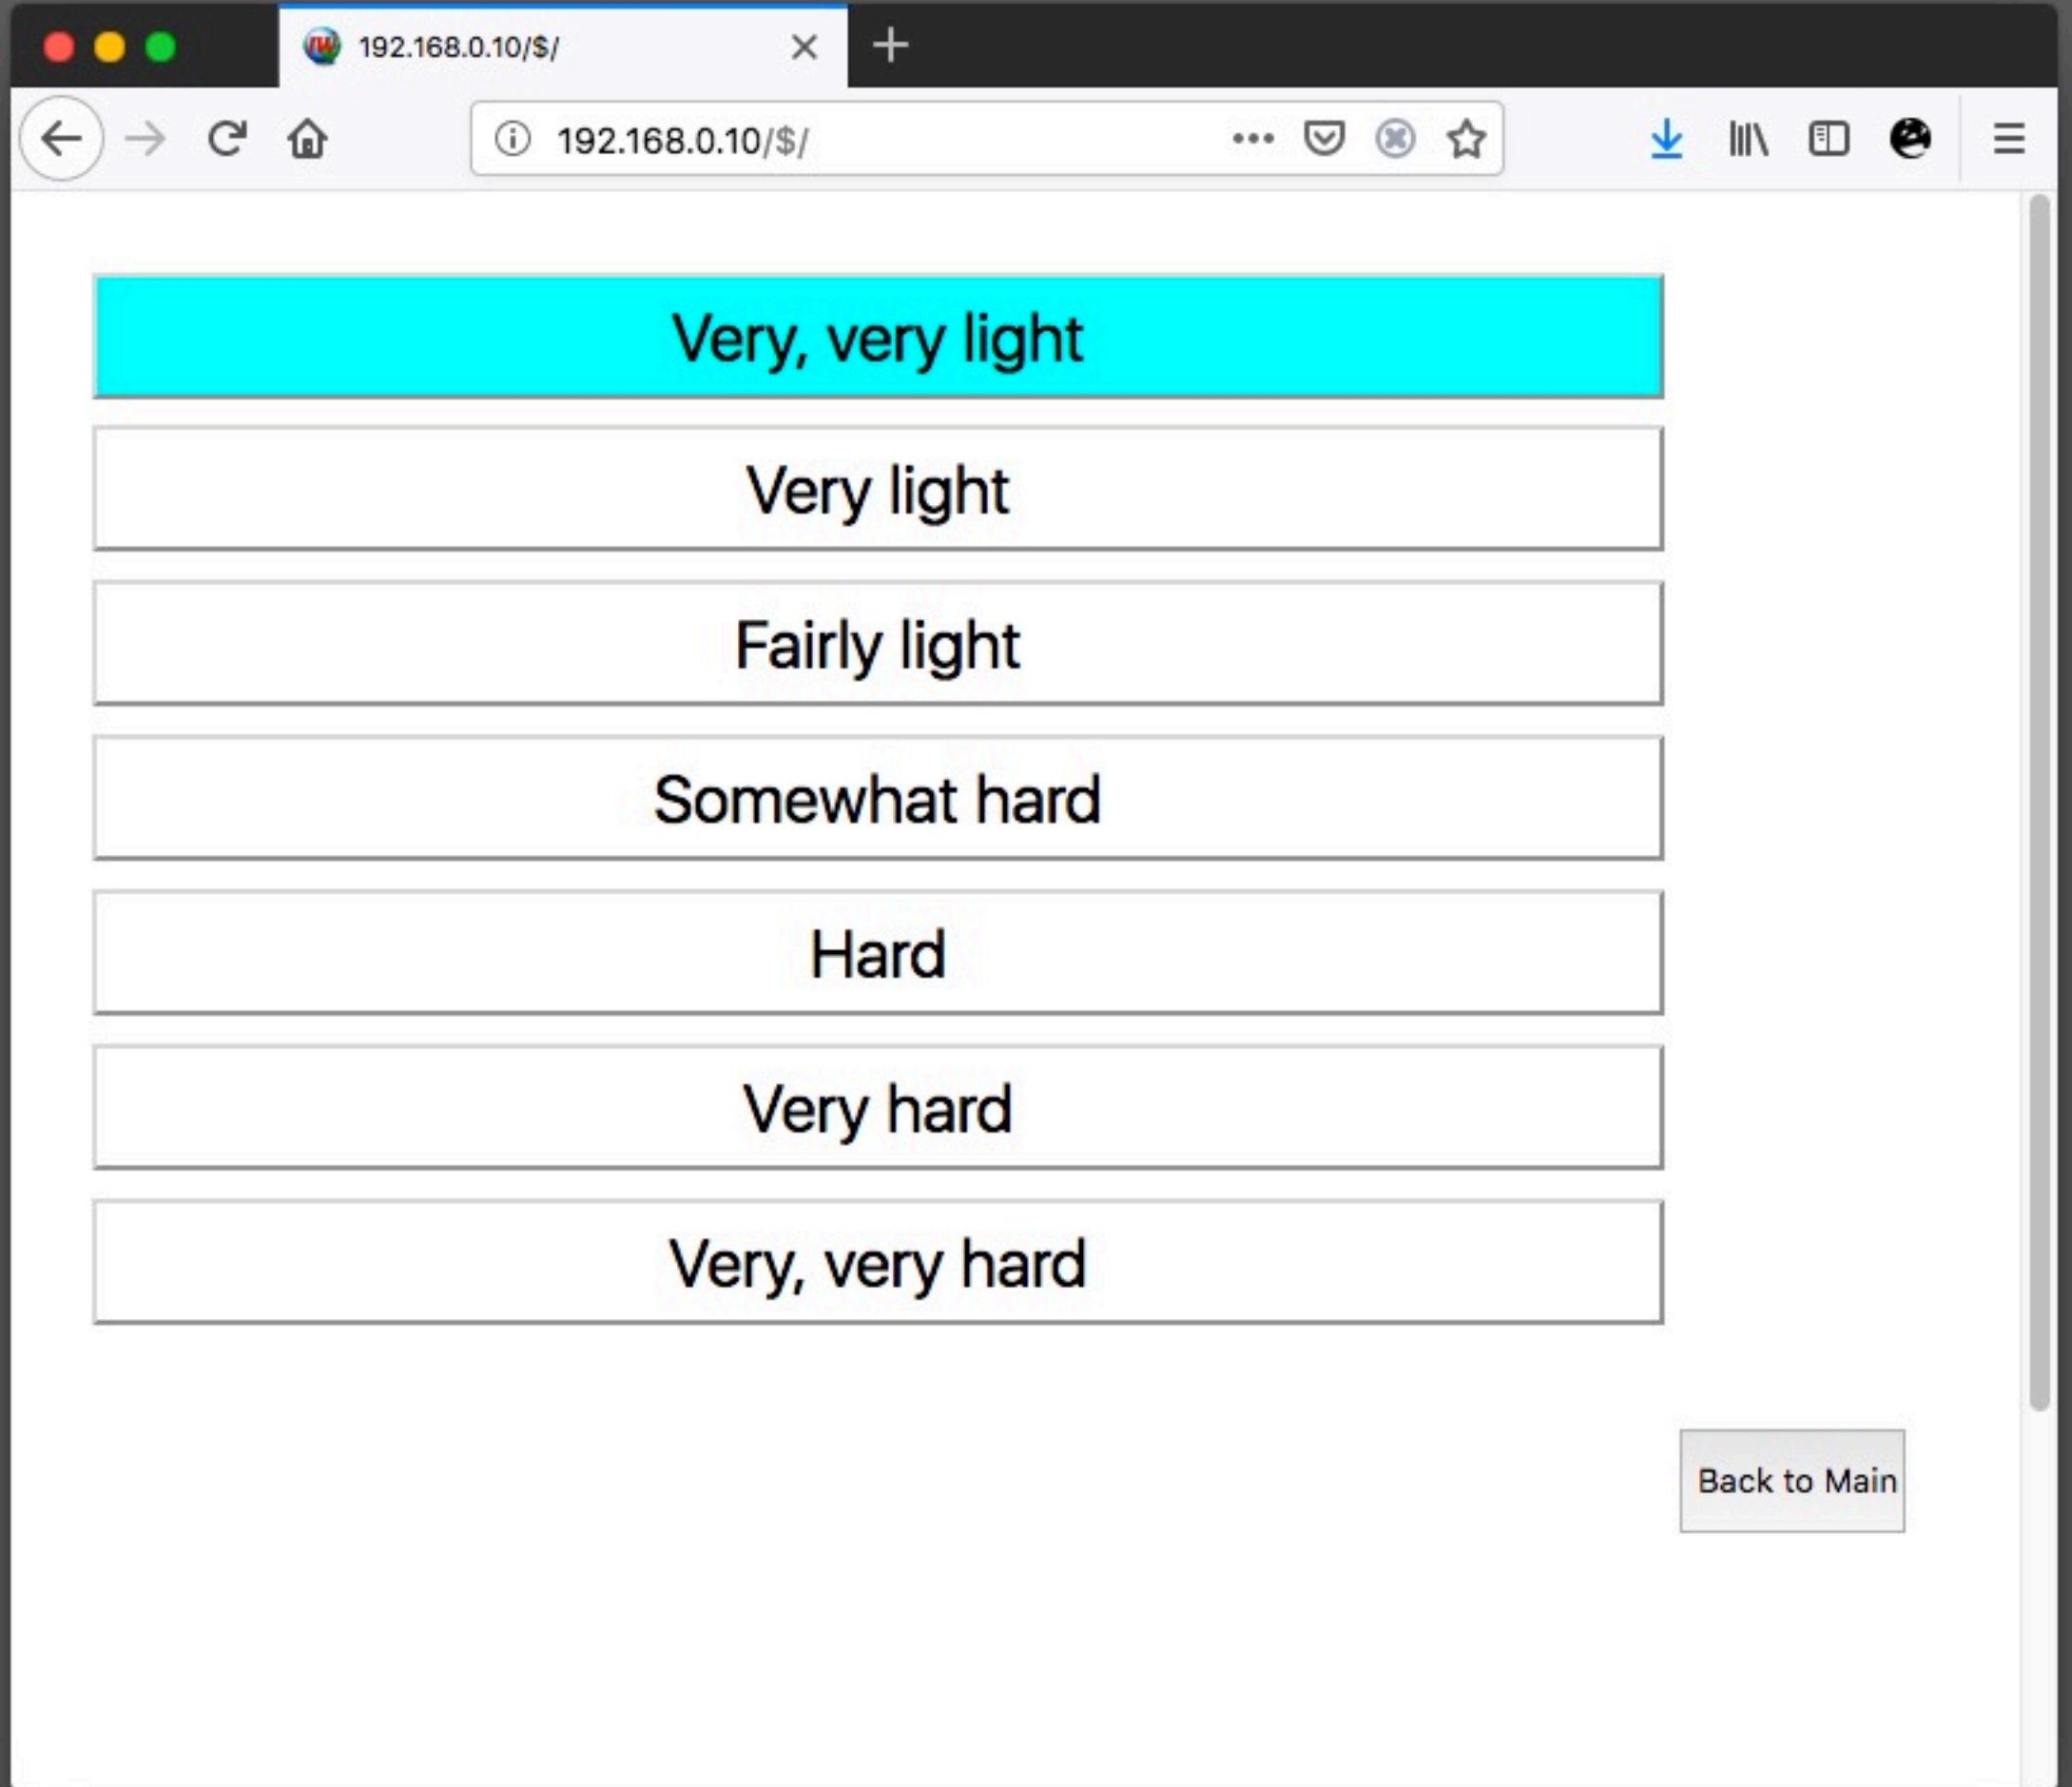 192.168.0.10/$/
192.168.0.10/$/
Very, very light
Very light
Fairly light
Somewhat hard
Hard
Very hard
Very, very hard
Back to Main